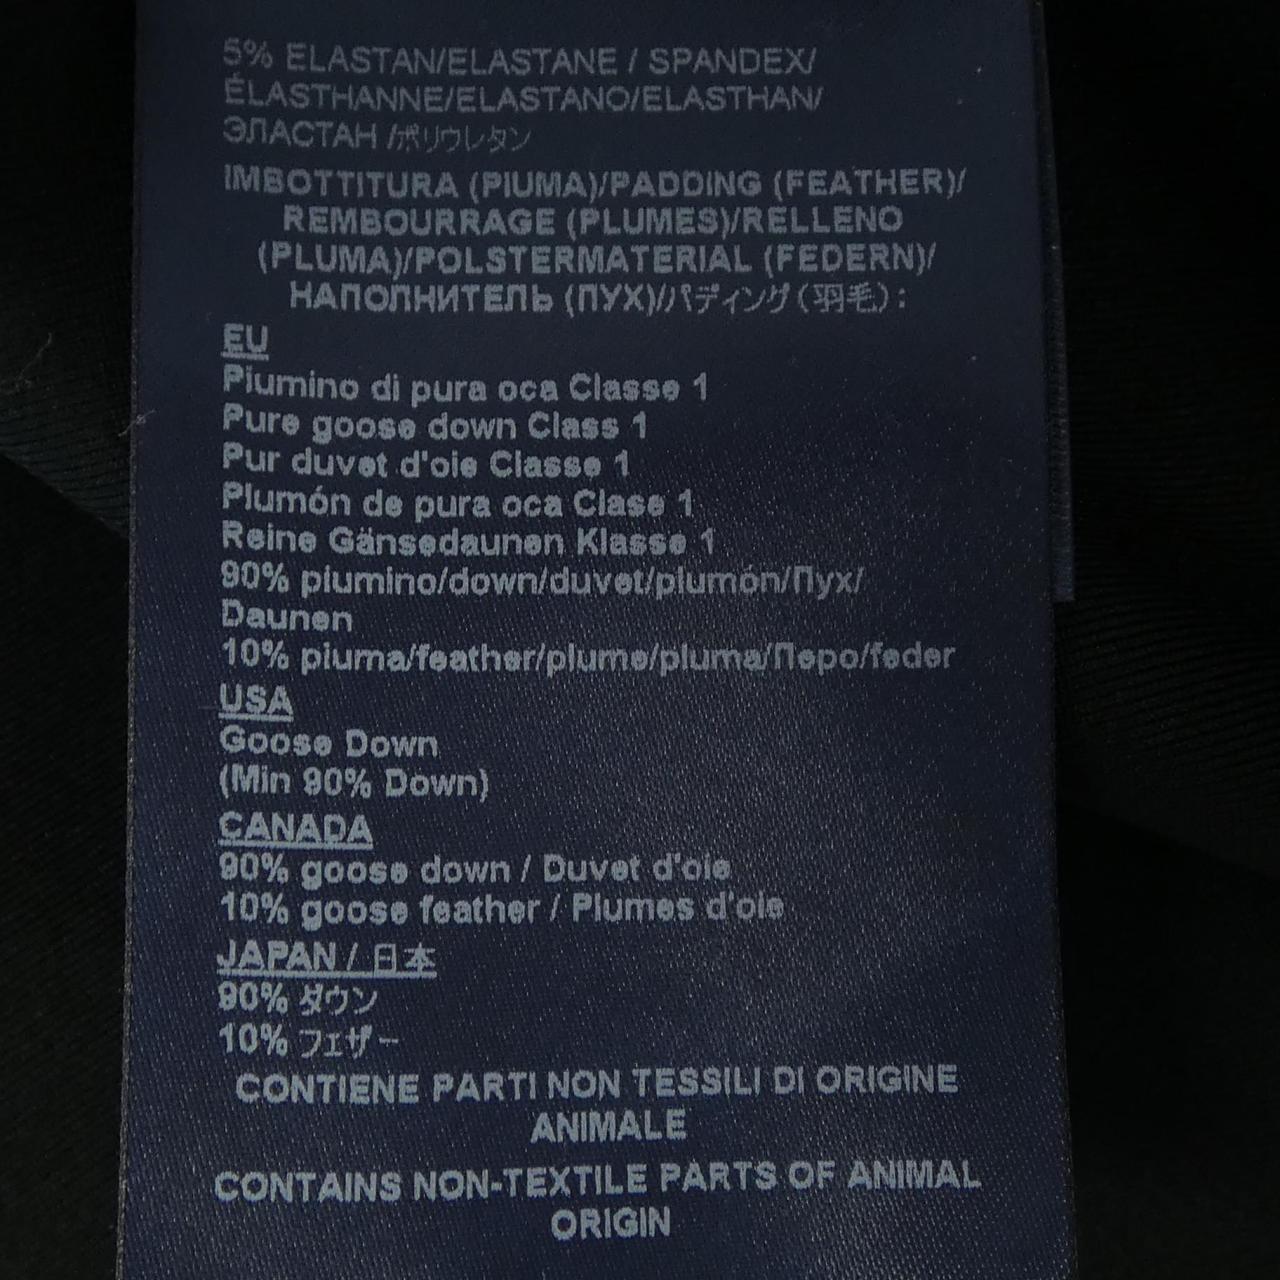 5% ELASTAN/ELASTANE / SPANDEX/
ÉLASTHANNE/ELASTANO/ELASTHAN/
ЭЛАСТАН /ポリウレタン
IMBOTTITURA (PIUMA)/PADDING (FEATHER)/
REMBOURRAGE (PLUMES)/RELLENO
(PLUMA)/POLSTERMATERIAL (FEDERN)/
НАПОЛНИТЕЛЬ (ПУХ)/パディング(羽毛):
EU
Piumino di pura oca Classe 1
Pure goose down Class 1
Pur duvet d'oie Classe 1
Plumón de pura oca Clase 1
Reine Gänsedaunen Klasse 1
90% piumino/down/duvet/plumón/Пух/
Daunen
10% piuma/feather/plume/pluma/Перо/feder
USA
Goose Down
(Min 90% Down)
CANADA
90% goose down / Duvet d'oie
10% goose feather / Plumes d'oie
JAPAN / 日本
90% ダウン
10% フェザー
CONTIENE PARTI NON TESSILI DI ORIGINE
ANIMALE
CONTAINS NON-TEXTILE PARTS OF ANIMAL
ORIGIN